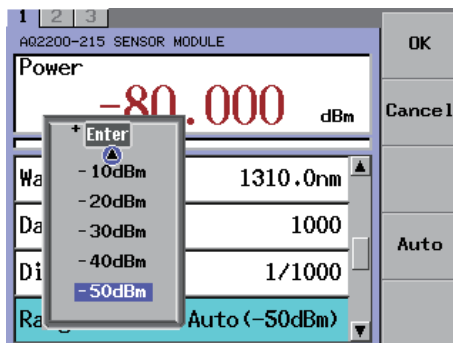 1 2 3
AQ2200-215 SENSOR MODULE
OK
Power
-80.000 dBm
Cancel
+ Enter
-10dBm
1310.0nm
-20dBm
-30dBm
1000
Auto
-40dBm
1/1000
-50dBm
Auto(-50dBm)